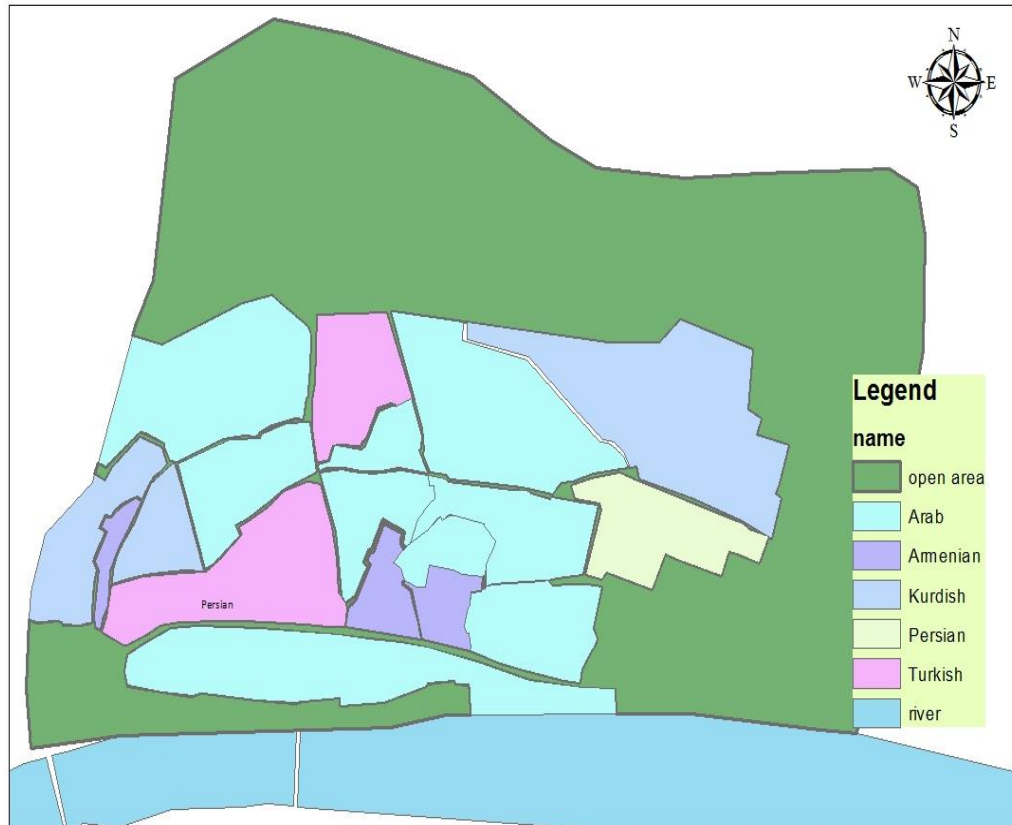 N
W E
S
Legend
name
open area
Arab
Armenian
Kurdish
Persian
Turkish
river
Persian